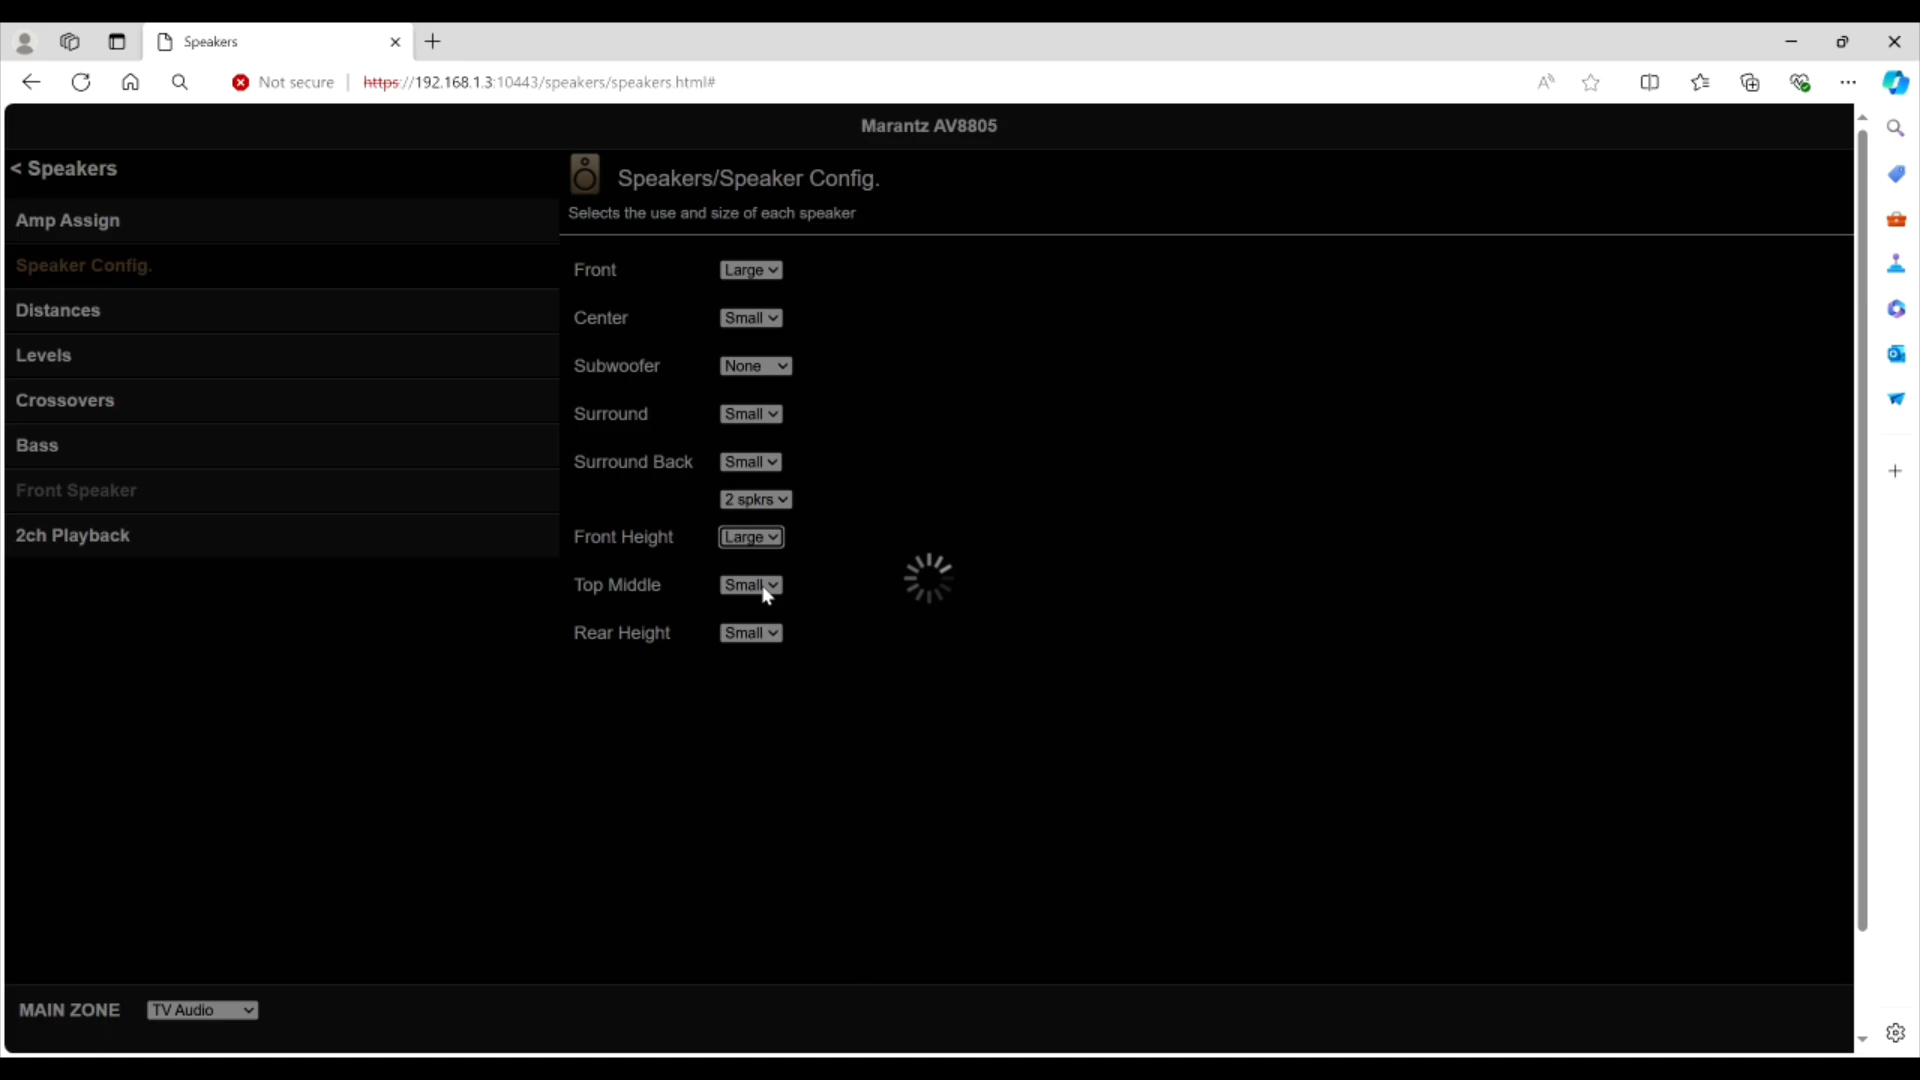 Speakers
Not secure
https://192.168.1.3:10443/speakers/speakers.html#
Marantz AV8805
< Speakers
Amp Assign
Speaker Config.
Distances
Levels
Crossovers
Bass
Front Speaker
2ch Playback
Speakers/Speaker Config.
Selects the use and size of each speaker
Front Large
Center Small
Subwoofer None
Surround Small
Surround Back Small
2 spkrs
Front Height Large
Top Middle Small
Rear Height Small
MAIN ZONE TV Audio